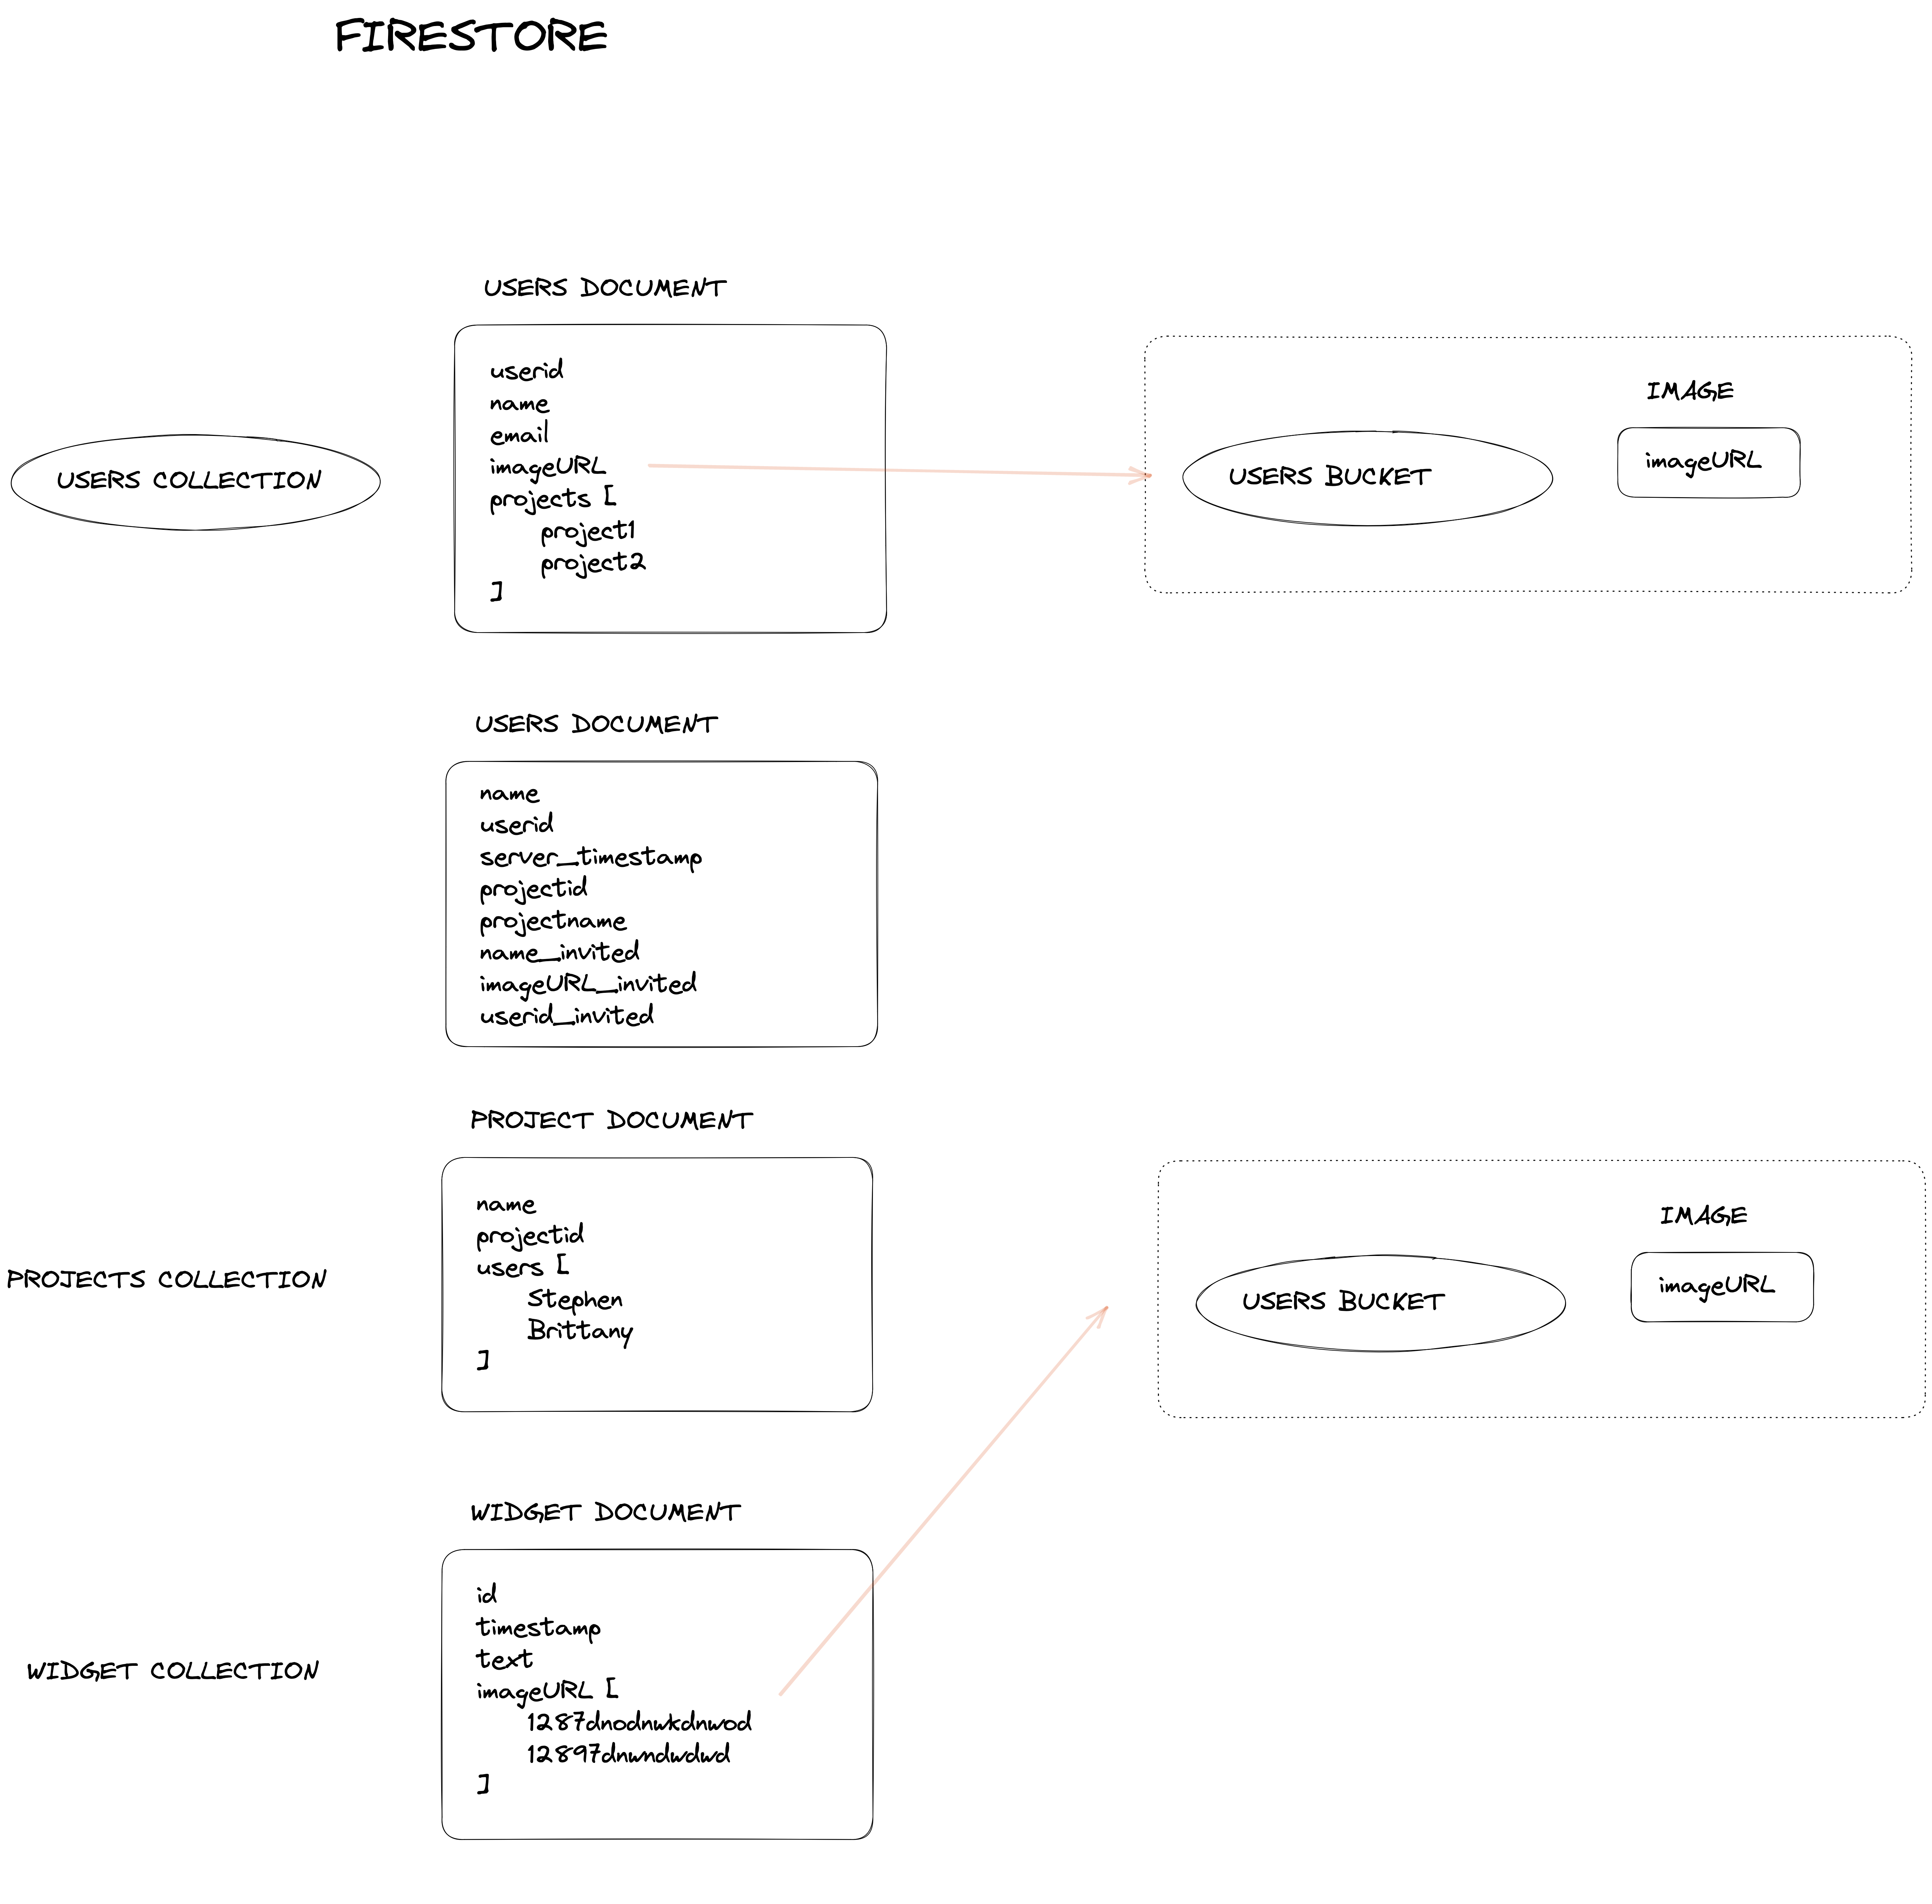 FIRESTORE
USERS DOCUMENT
userid
name
email
imageURL
projects [
project1
project2
]
USERS COLLECTION
USERS BUCKET
IMAGE
imageURL
USERS DOCUMENT
name
userid
server_timestamp
projectid
projectname
name_invited
imageURL_invited
userid_invited
PROJECT DOCUMENT
name
projectid
users [
Stephen
Brittany
]
PROJECTS COLLECTION
USERS BUCKET
IMAGE
imageURL
WIDGET DOCUMENT
id
timestamp
text
imageURL [
1287dnodnwkdnwod
12897dnwndwdwd
]
WIDGET COLLECTION